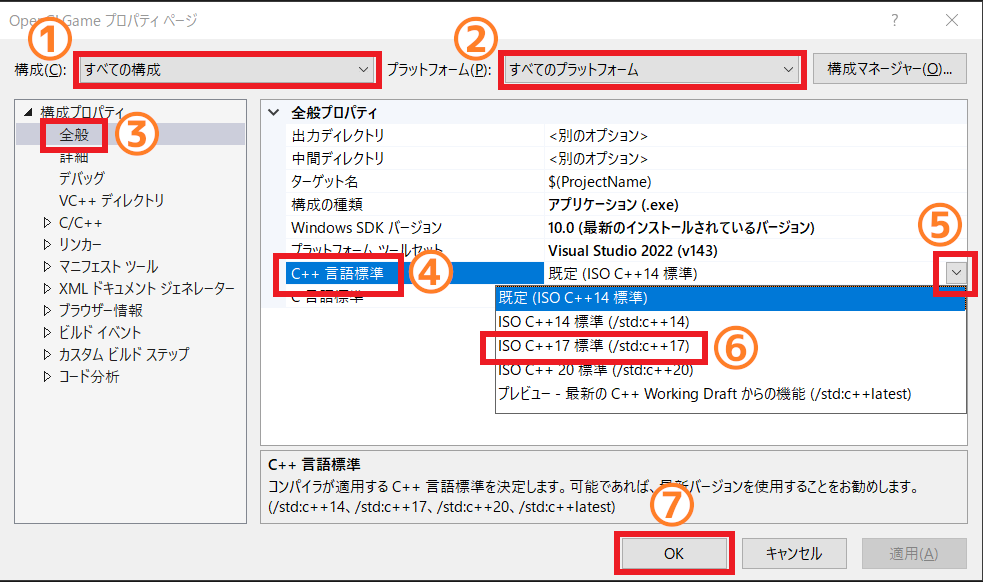 OpenGLGame プロパティ ページ
?
① ②
構成(C): すべての構成 プラットフォーム(P): すべてのプラットフォーム 構成マネージャー(O)...
構成プロパティ
全般 ③
詳細
デバッグ
VC++ ディレクトリ
C/C++
リンカー
マニフェスト ツール
XML ドキュメント ジェネレーター
ブラウザー情報
ビルド イベント
カスタム ビルド ステップ
コード分析
全般プロパティ
出力ディレクトリ <別のオプション>
中間ディレクトリ <別のオプション>
ターゲット名 $(ProjectName)
構成の種類 アプリケーション (.exe)
Windows SDK バージョン 10.0 (最新のインストールされているバージョン)
プラットフォーム ツールセット Visual Studio 2022 (v143)
⑤
C++ 言語標準 ④ 既定 (ISO C++14 標準)
C 言語標準
既定 (ISO C++14 標準)
ISO C++14 標準 (/std:c++14)
ISO C++17 標準 (/std:c++17) ⑥
ISO C++ 20 標準 (/std:c++20)
プレビュー - 最新の C++ Working Draft からの機能 (/std:c++latest)
C++ 言語標準
コンパイラが適用する C++ 言語標準を決定します。可能であれば、最新バージョンを使用することをお勧めします。
(/std:c++14、/std:c++17、/std:c++20、/std:c++latest)
⑦
OK キャンセル 適用(A)